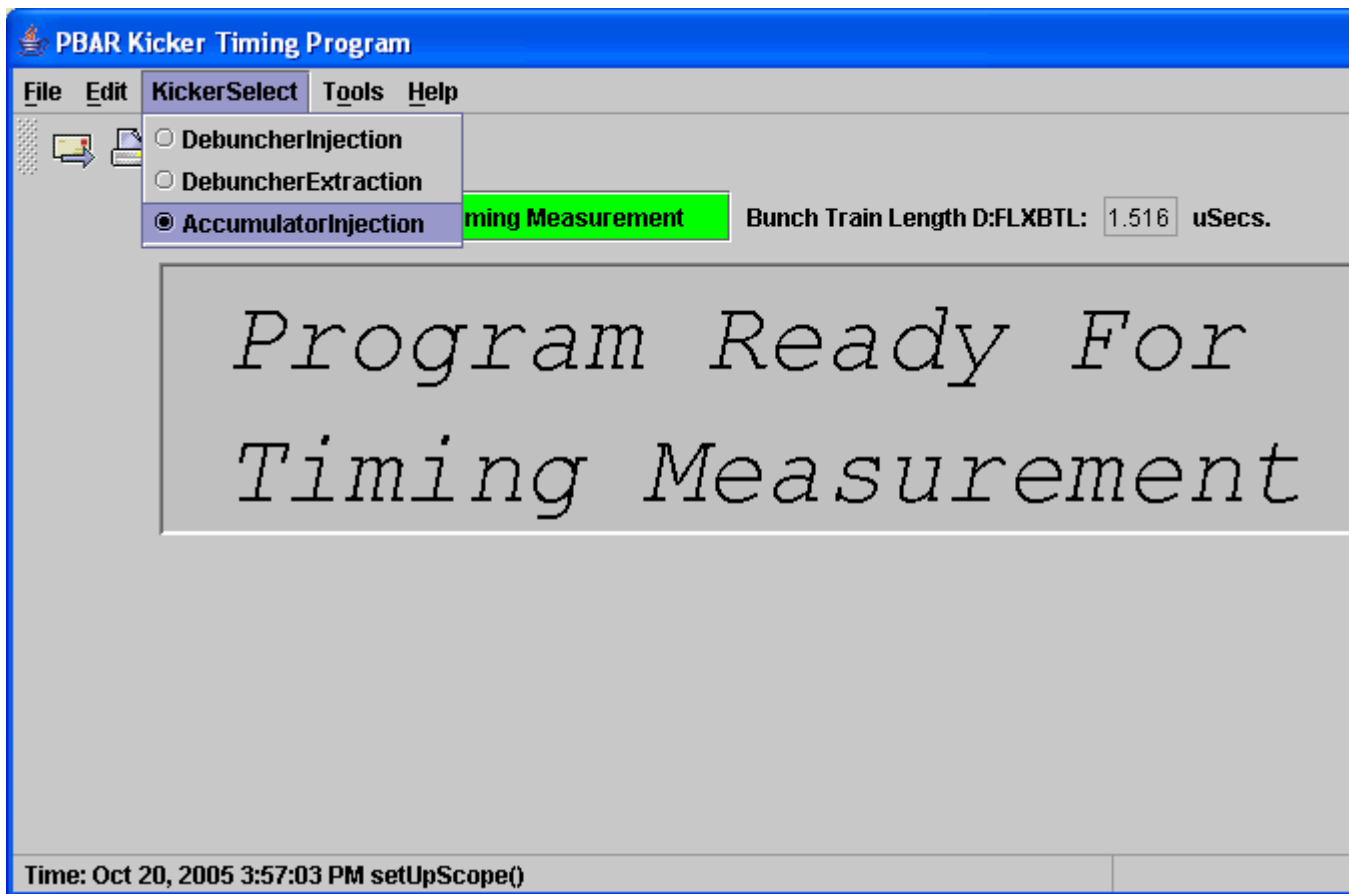 PBAR Kicker Timing Program
File Edit KickerSelect Tools Help
DebuncherInjection
DebuncherExtraction
AccumulatorInjection
Measurement Bunch Train Length D:FLXBTL: 1.516 uSecs.
Program Ready For
Timing Measurement
Time: Oct 20, 2005 3:57:03 PM setUpScope()